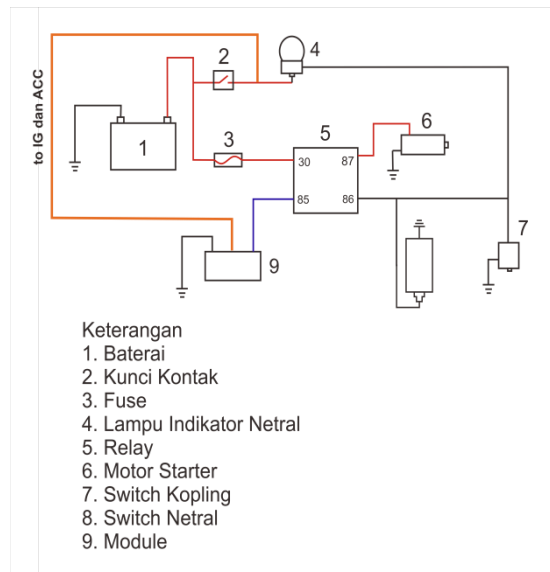 2
4
to IG dan ACC
1
3
5
6
30
87
85
86
7
9
Keterangan
1. Baterai
2. Kunci Kontak
3. Fuse
4. Lampu Indikator Netral
5. Relay
6. Motor Starter
7. Switch Kopling
8. Switch Netral
9. Module